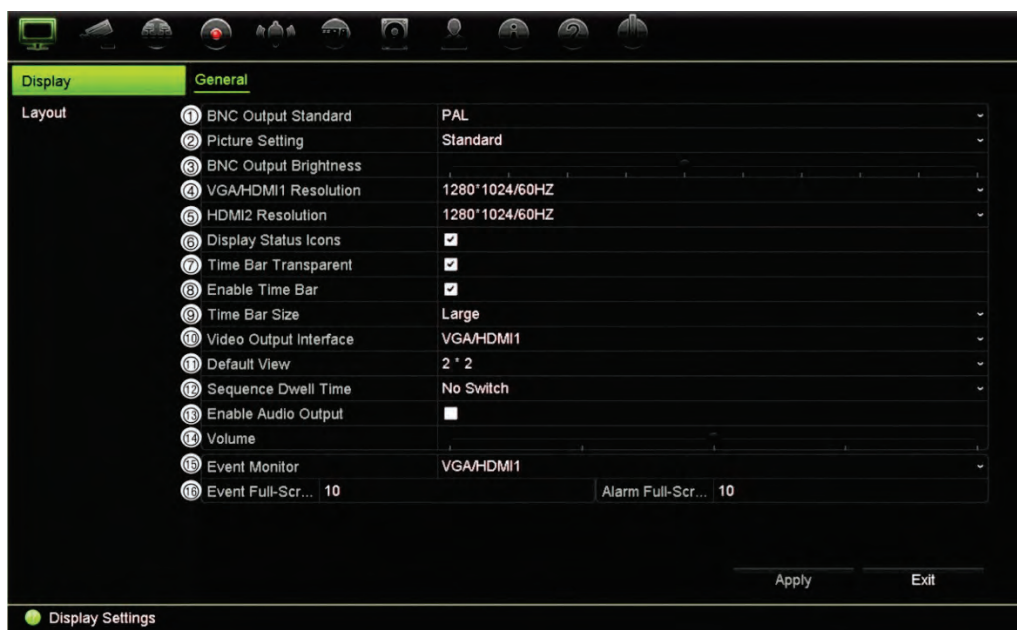 Display
General
Layout
① BNC Output Standard PAL
② Picture Setting Standard
③ BNC Output Brightness
④ VGA/HDMI1 Resolution 1280*1024/60HZ
⑤ HDMI2 Resolution 1280*1024/60HZ
⑥ Display Status Icons
⑦ Time Bar Transparent
⑧ Enable Time Bar
⑨ Time Bar Size Large
⑩ Video Output Interface VGA/HDMI1
⑪ Default View 2 * 2
⑫ Sequence Dwell Time No Switch
⑬ Enable Audio Output
⑭ Volume
⑮ Event Monitor VGA/HDMI1
⑯ Event Full-Scr... 10 Alarm Full-Scr... 10
Apply Exit
Display Settings